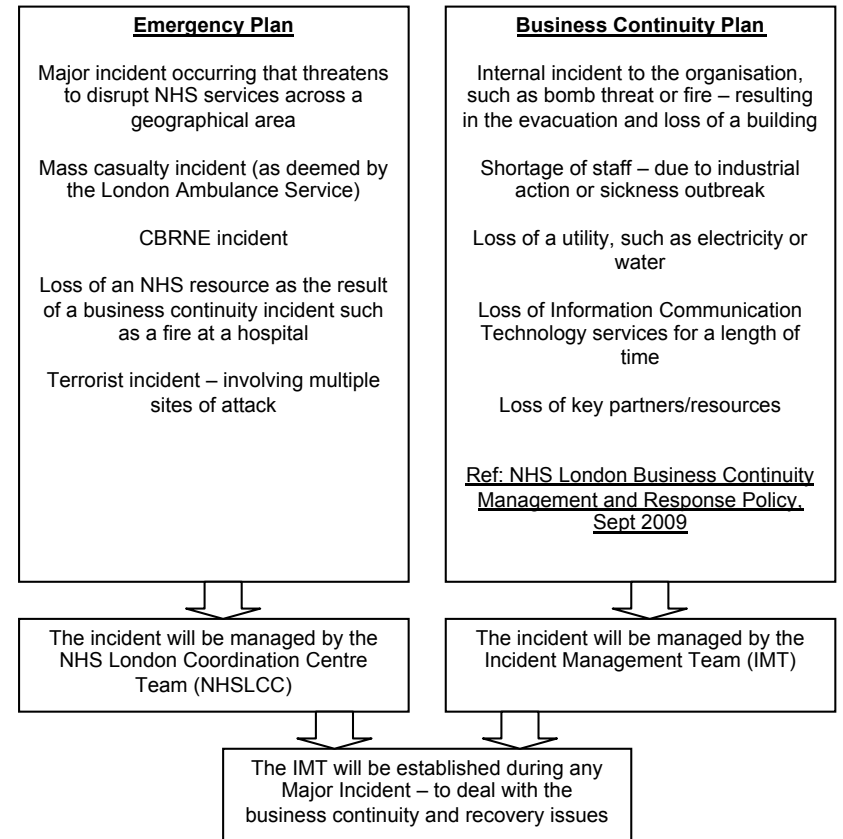 Emergency Plan
Major incident occurring that threatens
to disrupt NHS services across a
geographical area
Mass casualty incident (as deemed by
the London Ambulance Service)
CBRNE incident
Loss of an NHS resource as the result
of a business continuity incident such
as a fire at a hospital
Terrorist incident – involving multiple
sites of attack
Business Continuity Plan
Internal incident to the organisation,
such as bomb threat or fire – resulting
in the evacuation and loss of a building
Shortage of staff – due to industrial
action or sickness outbreak
Loss of a utility, such as electricity or
water
Loss of Information Communication
Technology services for a length of
time
Loss of key partners/resources
Ref: NHS London Business Continuity
Management and Response Policy,
Sept 2009
The incident will be managed by the
NHS London Coordination Centre
Team (NHSLCC)
The incident will be managed by the
Incident Management Team (IMT)
The IMT will be established during any
Major Incident – to deal with the
business continuity and recovery issues